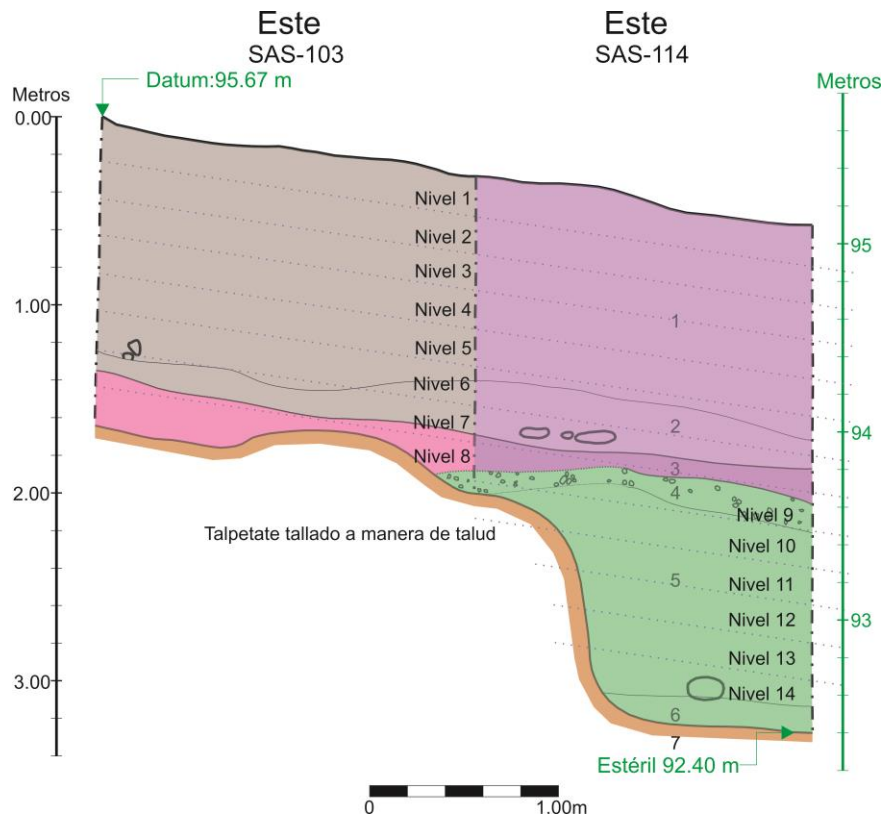 Este
SAS-103
Este
SAS-114
Datum:95.67 m
Metros
Metros
0.00
1.00
2.00
3.00
95
94
93
Nivel 1
Nivel 2
Nivel 3
Nivel 4
Nivel 5
Nivel 6
Nivel 7
Nivel 8
Nivel 9
Nivel 10
Nivel 11
Nivel 12
Nivel 13
Nivel 14
1
2
3
4
5
6
7
Talpetate tallado a manera de talud
Estéril 92.40 m
0
1.00m